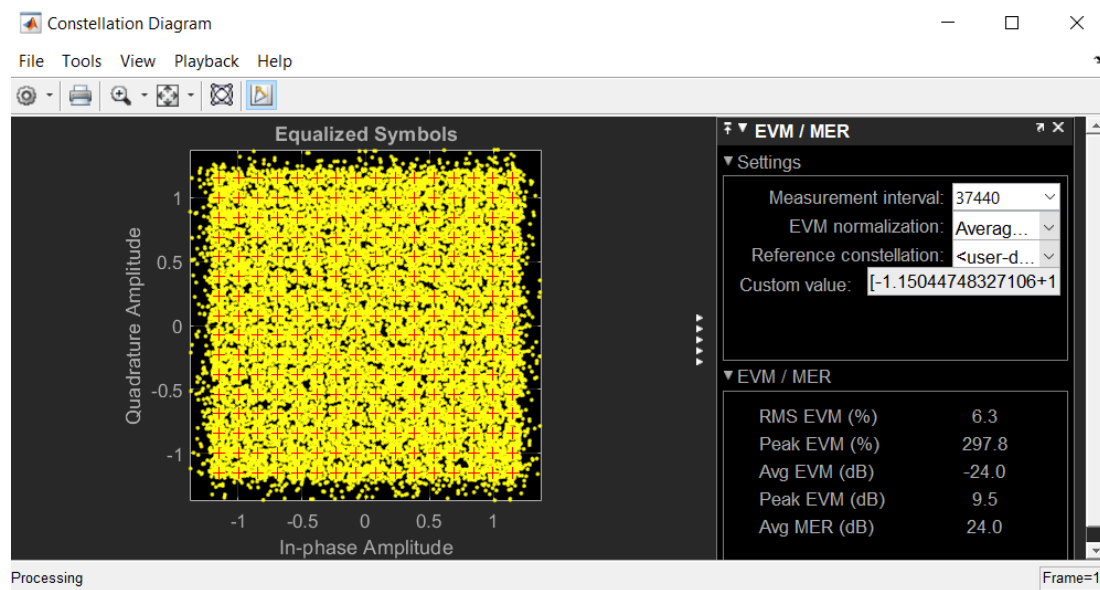 Constellation Diagram
File Tools View Playback Help
Equalized Symbols
Quadrature Amplitude
1
0.5
0
-0.5
-1
-1 -0.5 0 0.5 1
In-phase Amplitude
EVM / MER
Settings
Measurement interval: 37440
EVM normalization: Averag...
Reference constellation: <user-d...
Custom value: [-1.15044748327106+1
EVM / MER
RMS EVM (%) 6.3
Peak EVM (%) 297.8
Avg EVM (dB) -24.0
Peak EVM (dB) 9.5
Avg MER (dB) 24.0
Processing
Frame=1